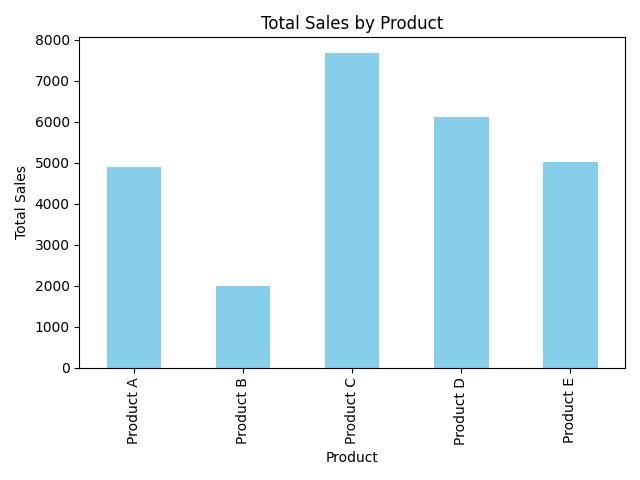 Total Sales by Product
8000
7000
6000
5000
4000
3000
2000
1000
0
Total Sales
Product A
Product B
Product C
Product D
Product E
Product